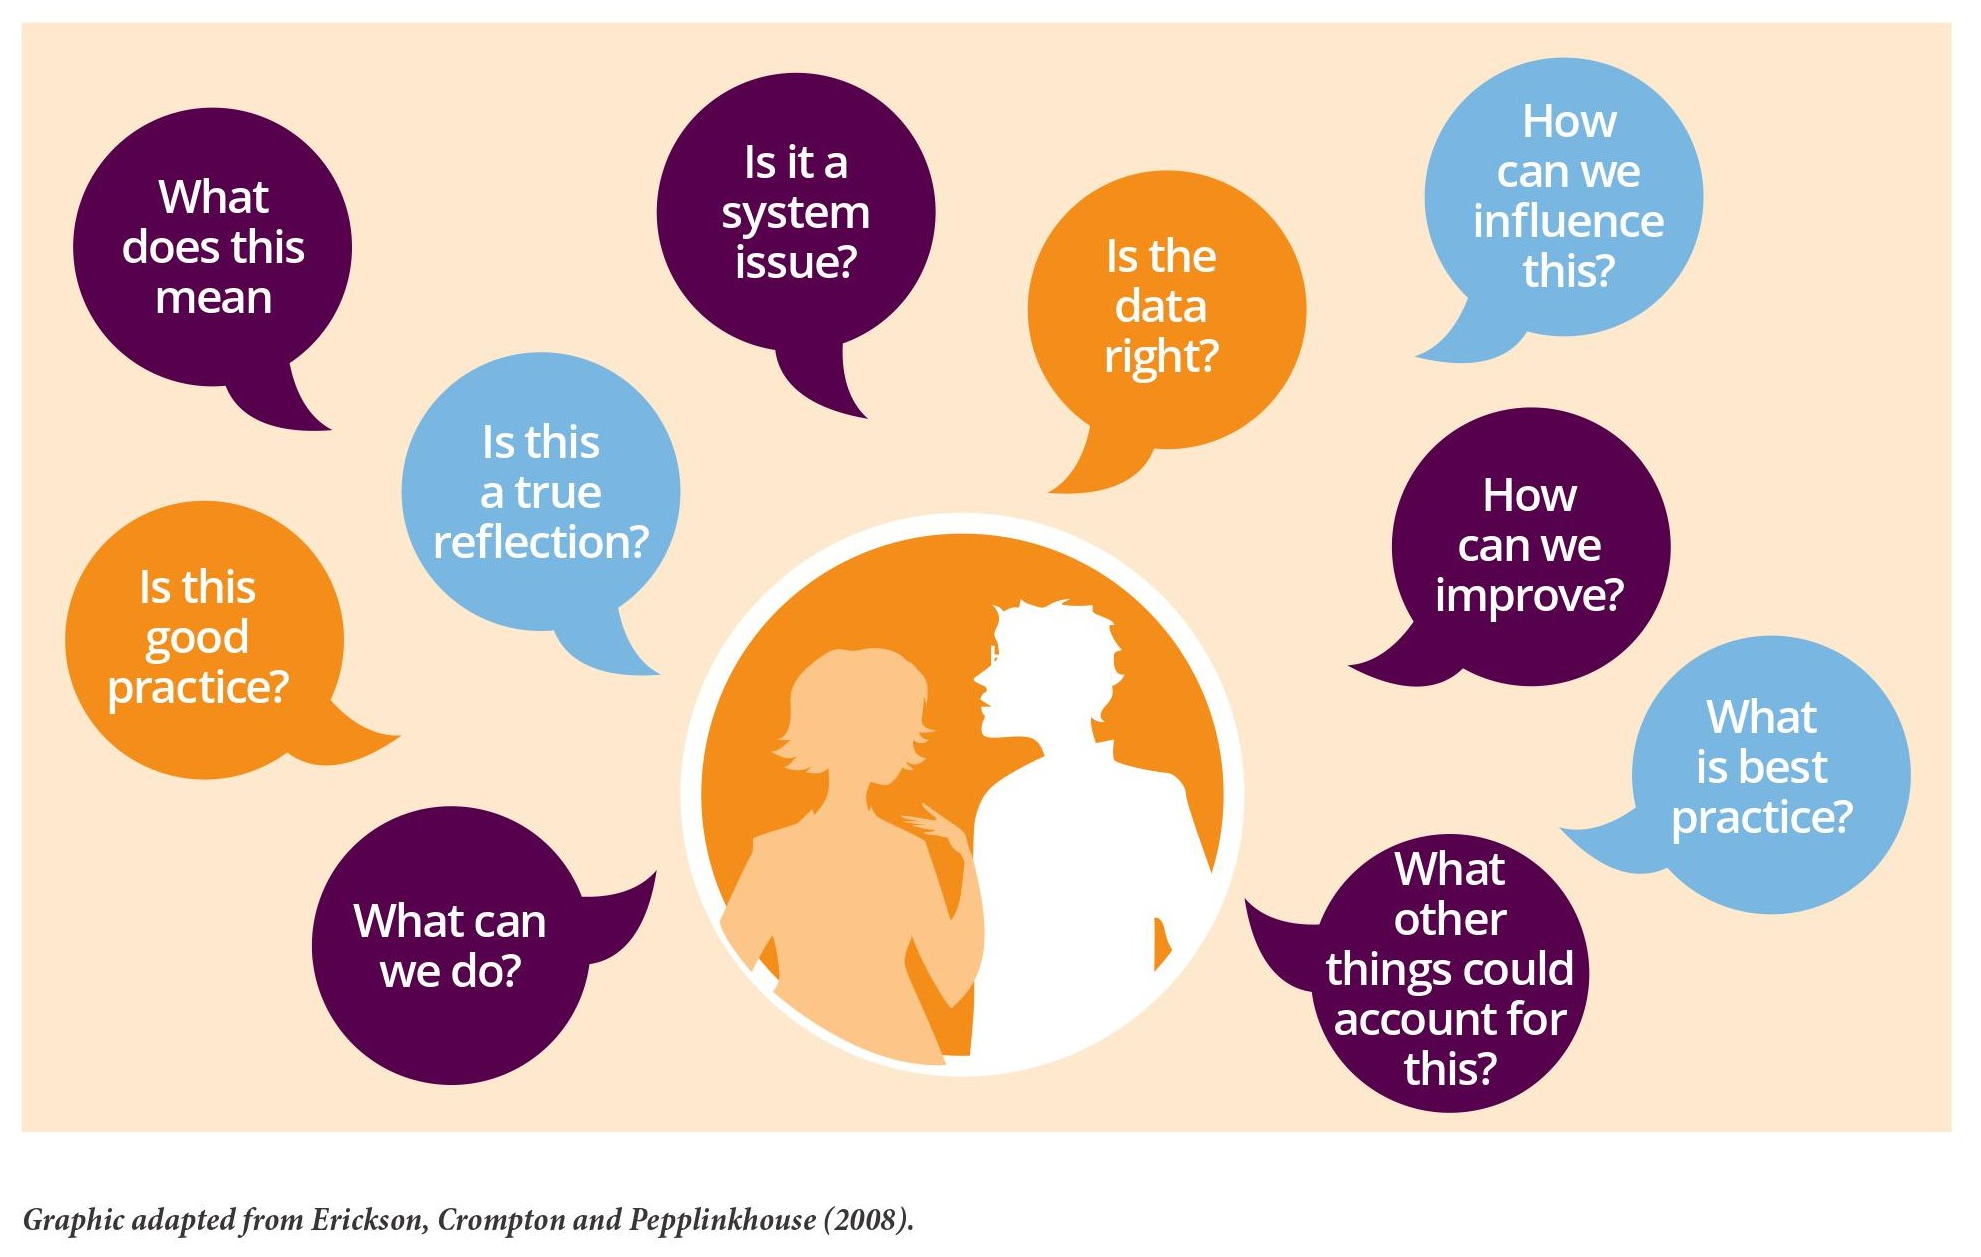 What
does this
mean
Is it a
system
issue?
Is the
data
right?
How
can we
influence
this?
Is this
a true
reflection?
Is this
good
practice?
How
can we
improve?
What
is best
practice?
What can
we do?
What
other
things could
account for
this?
Graphic adapted from Erickson, Crompton and Pepplinkhouse (2008).